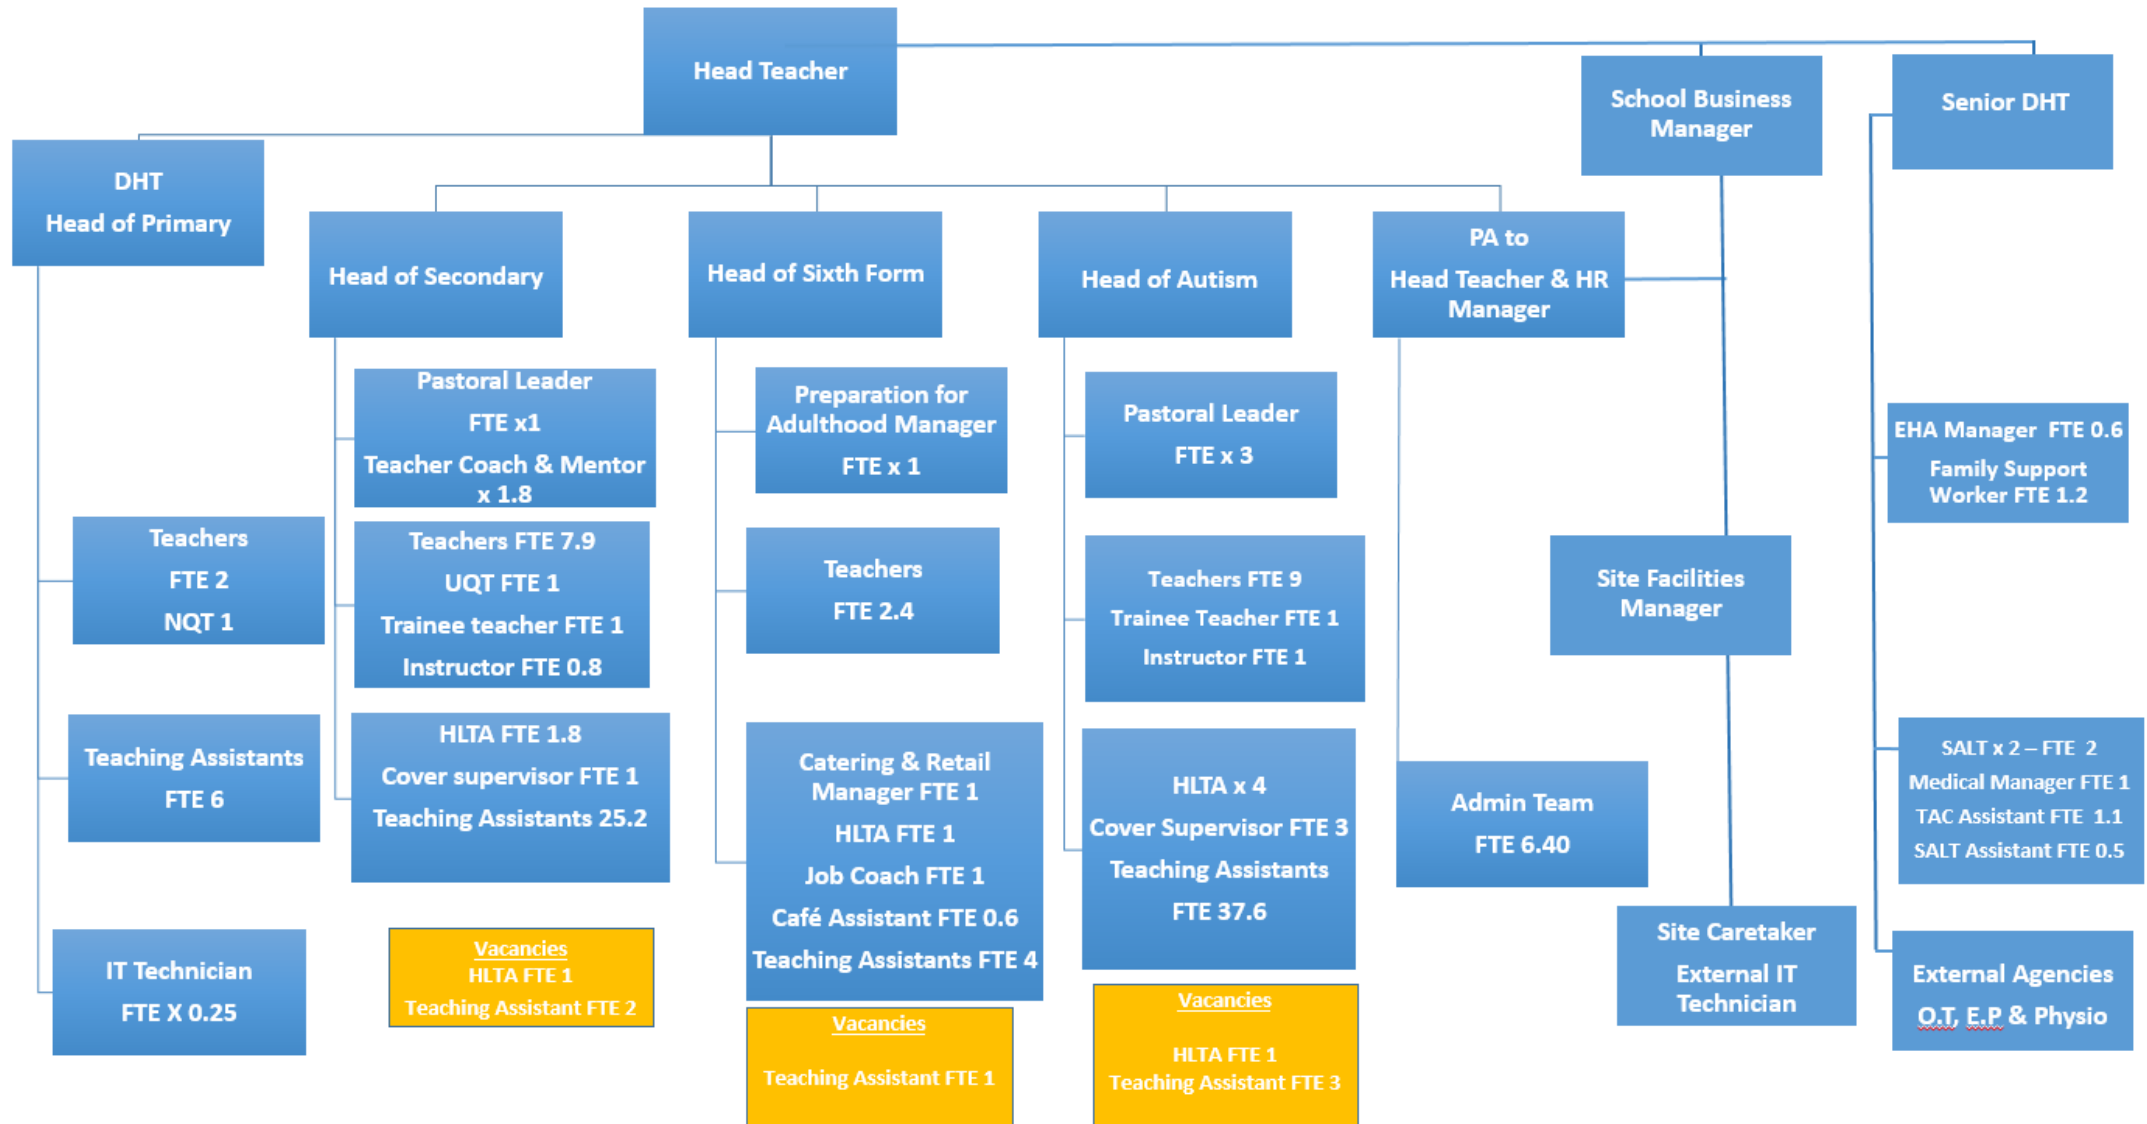 Head Teacher
School Business
Manager
Senior DHT
DHT
Head of Primary
Head of Secondary
Head of Sixth Form
Head of Autism
PA to
Head Teacher & HR
Manager
Pastoral Leader
FTE x1
Teacher Coach & Mentor
x 1.8
Preparation for
Adulthood Manager
FTE x 1
Pastoral Leader
FTE x 3
EHA Manager FTE 0.6
Family Support
Worker FTE 1.2
Teachers
FTE 2
NQT 1
Teachers FTE 7.9
UQT FTE 1
Trainee teacher FTE 1
Instructor FTE 0.8
Teachers
FTE 2.4
Teachers FTE 9
Trainee Teacher FTE 1
Instructor FTE 1
Site Facilities
Manager
Teaching Assistants
FTE 6
HLTA FTE 1.8
Cover supervisor FTE 1
Teaching Assistants 25.2
Catering & Retail
Manager FTE 1
HLTA FTE 1
Job Coach FTE 1
Café Assistant FTE 0.6
Teaching Assistants FTE 4
HLTA x 4
Cover Supervisor FTE 3
Teaching Assistants
FTE 37.6
Admin Team
FTE 6.40
SALT x 2 – FTE 2
Medical Manager FTE 1
TAC Assistant FTE 1.1
SALT Assistant FTE 0.5
IT Technician
FTE X 0.25
Vacancies
HLTA FTE 1
Teaching Assistant FTE 2
Vacancies
Teaching Assistant FTE 1
Vacancies
HLTA FTE 1
Teaching Assistant FTE 3
Site Caretaker
External IT
Technician
External Agencies
O.T, E.P & Physio